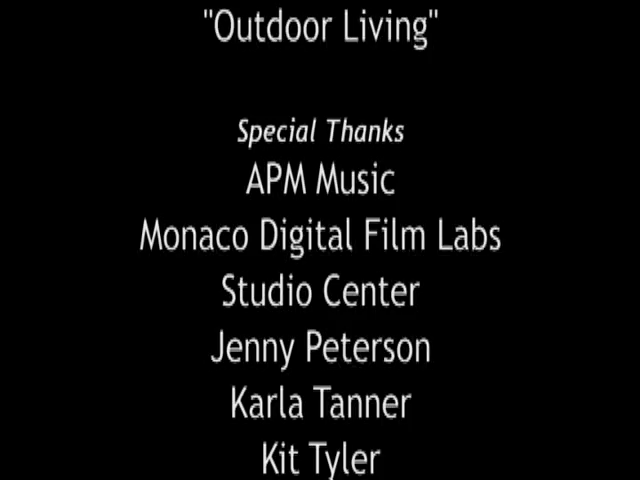 "Outdoor Living"
Special Thanks
APM Music
Monaco Digital Film Labs
Studio Center
Jenny Peterson
Karla Tanner
Kit Tyler